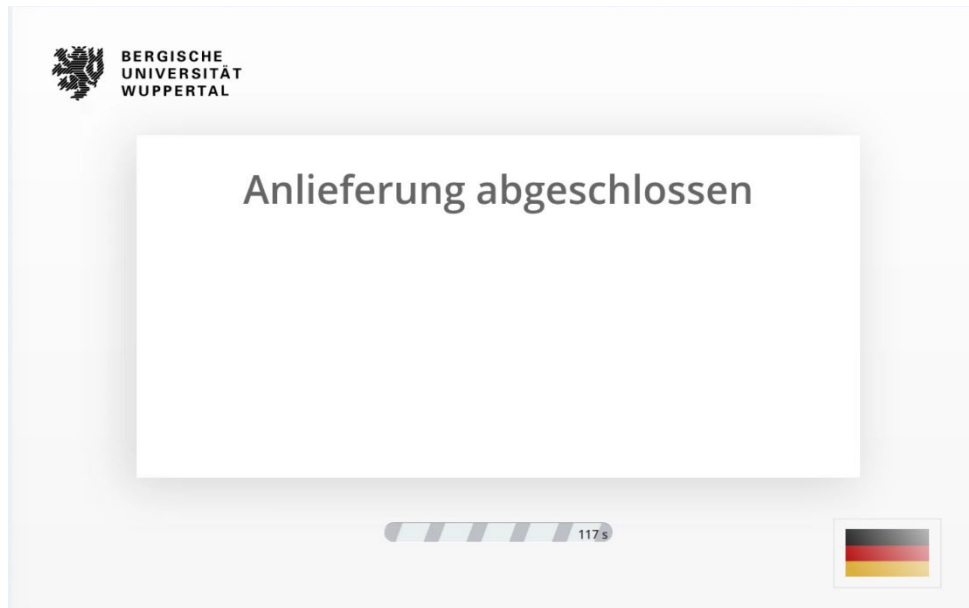 BERGISCHE
UNIVERSITÄT
WUPPERTAL
Anlieferung abgeschlossen
117 s